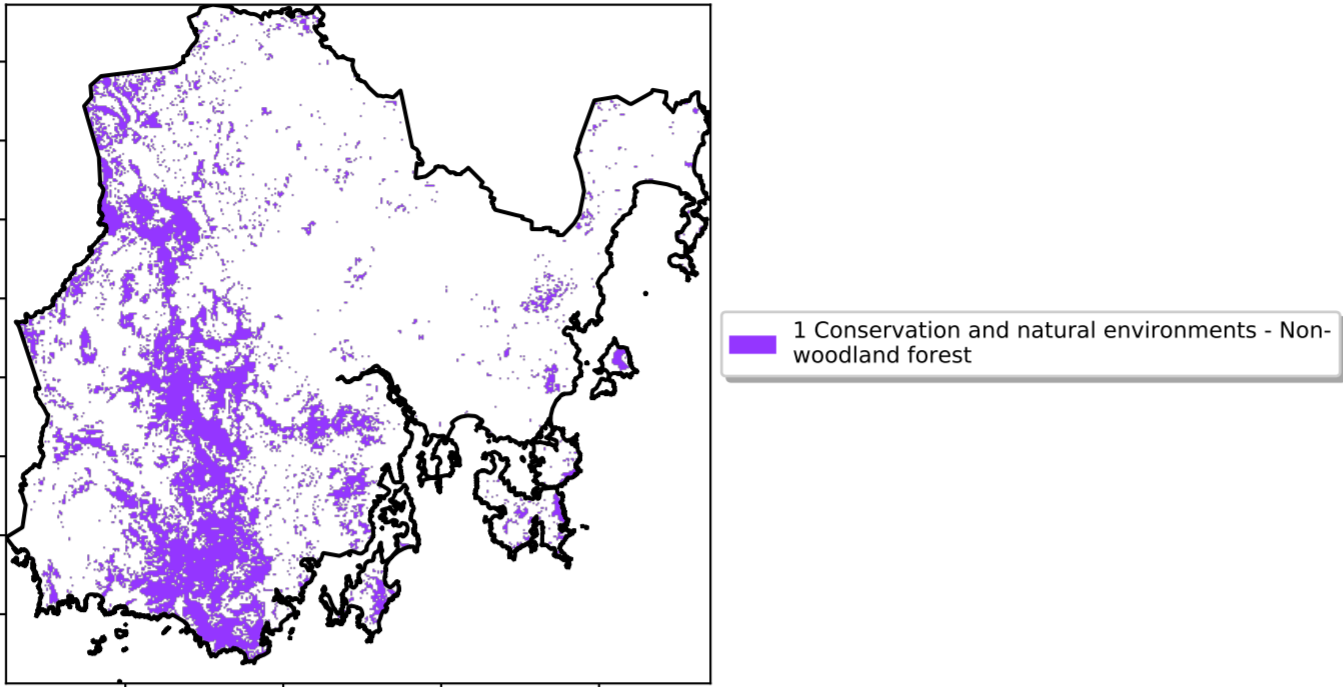 1 Conservation and natural environments - Non-
woodland forest